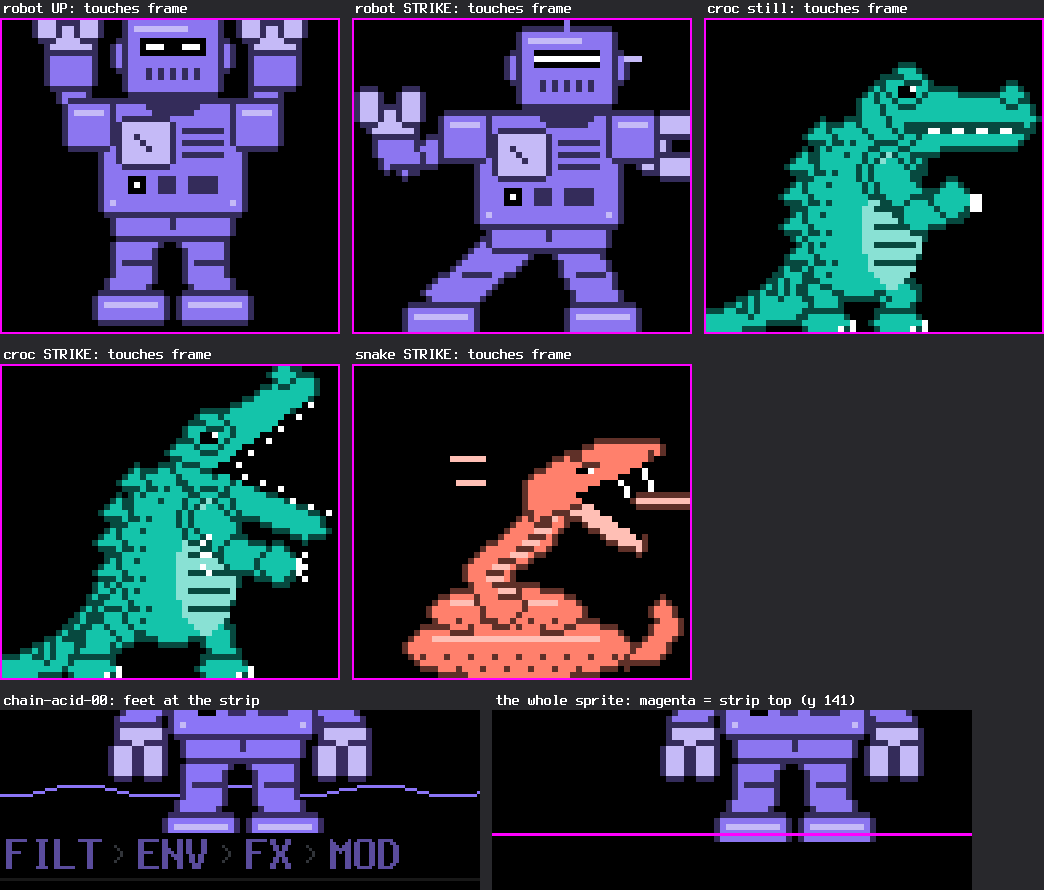 robot UP: touches frame
robot STRIKE: touches frame
croc still: touches frame
croc STRIKE: touches frame
snake STRIKE: touches frame
chain-acid-00: feet at the strip
the whole sprite: magenta = strip top (y 141)
FILT > ENV > FX > MOD